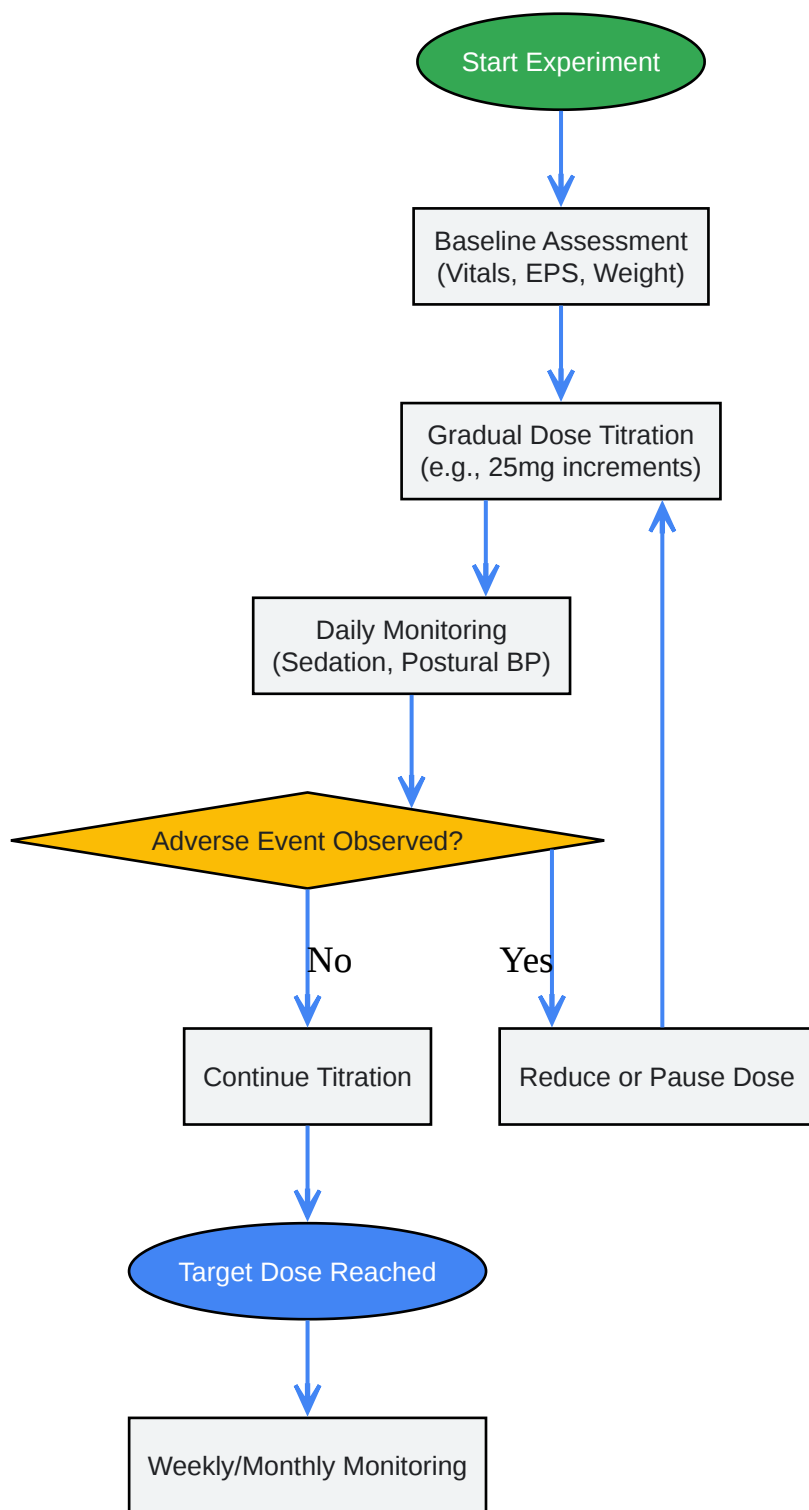 Start Experiment
Baseline Assessment
(Vitals, EPS, Weight)
Gradual Dose Titration
(e.g., 25mg increments)
Daily Monitoring
(Sedation, Postural BP)
Adverse Event Observed?
No
Yes
Continue Titration
Reduce or Pause Dose
Target Dose Reached
Weekly/Monthly Monitoring